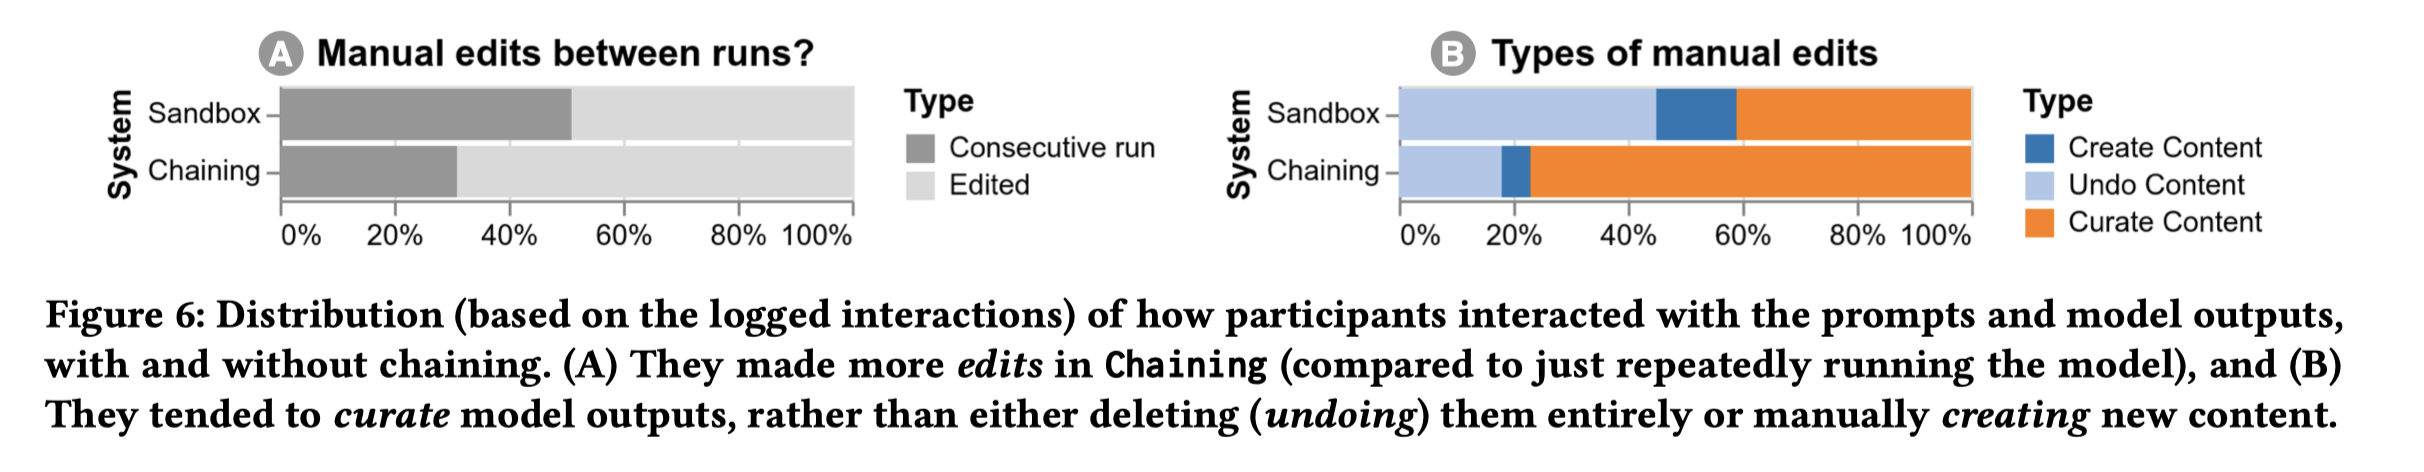 A Manual edits between runs?
System
Sandbox
Chaining
0% 20% 40% 60% 80% 100%
Type
Consecutive run
Edited
B Types of manual edits
System
Sandbox
Chaining
0% 20% 40% 60% 80% 100%
Type
Create Content
Undo Content
Curate Content
Figure 6: Distribution (based on the logged interactions) of how participants interacted with the prompts and model outputs,
with and without chaining. (A) They made more edits in Chaining (compared to just repeatedly running the model), and (B)
They tended to curate model outputs, rather than either deleting (undoing) them entirely or manually creating new content.